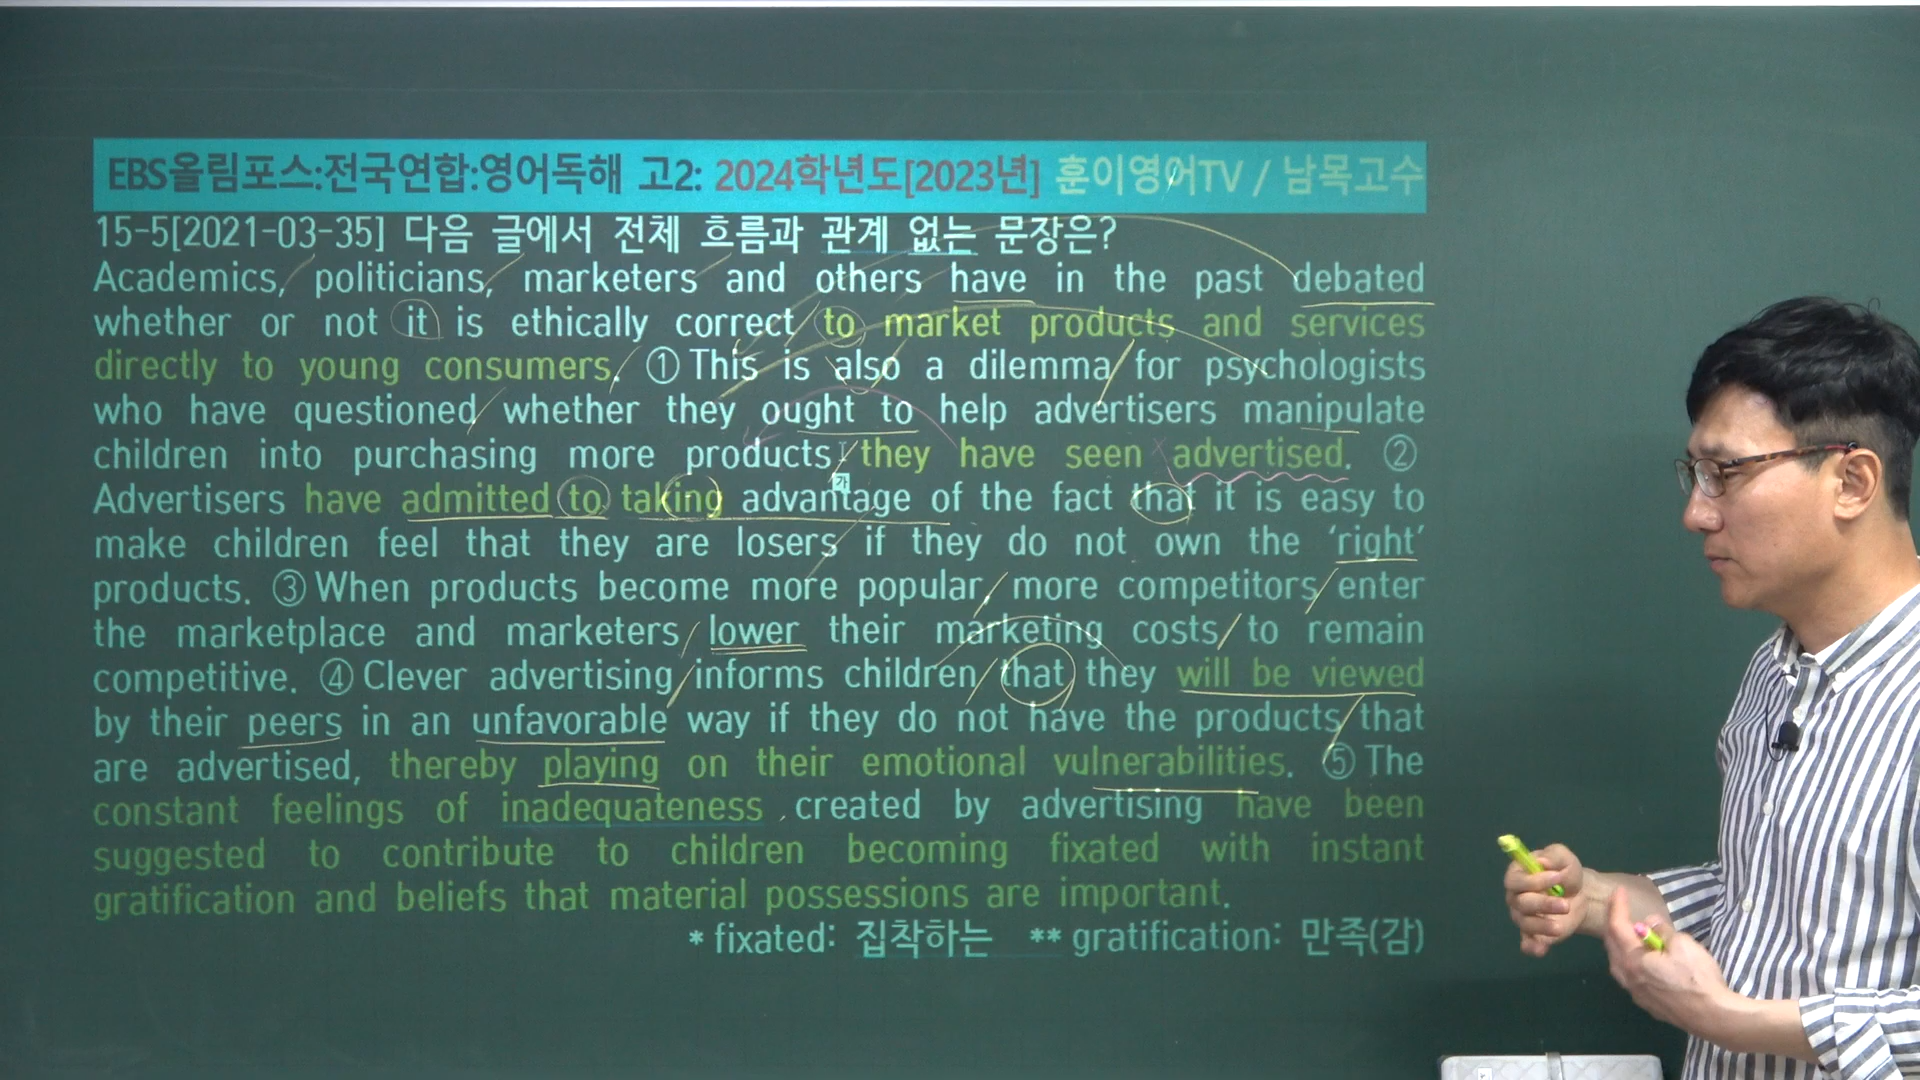 EBS올림포스:전국연합:영어독해 고2: 2024학년도[2023년] 훈이영어TV / 남목고수
15-5[2021-03-35] 다음 글에서 전체 흐름과 관계 없는 문장은?
Academics, politicians, marketers and others have in the past debated
whether or not it is ethically correct to market products and services
directly to young consumers. ① This is also a dilemma for psychologists
who have questioned whether they ought to help advertisers manipulate
children into purchasing more products they have seen advertised. ②
Advertisers have admitted to taking advantage of the fact that it is easy to
make children feel that they are losers if they do not own the ‘right’
products. ③ When products become more popular, more competitors enter
the marketplace and marketers lower their marketing costs to remain
competitive. ④ Clever advertising informs children that they will be viewed
by their peers in an unfavorable way if they do not have the products that
are advertised, thereby playing on their emotional vulnerabilities. ⑤ The
constant feelings of inadequateness created by advertising have been
suggested to contribute to children becoming fixated with instant
gratification and beliefs that material possessions are important.
* fixated: 집착하는 ** gratification: 만족(감)